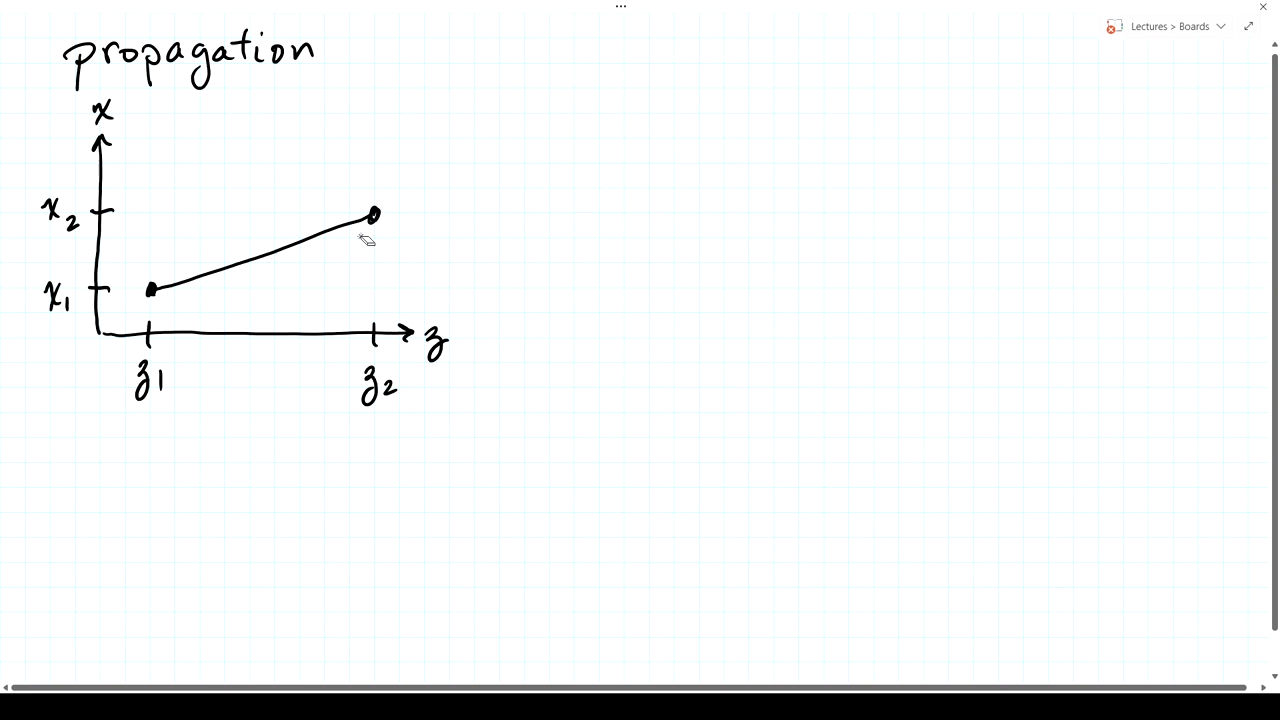 ...
Lectures > Boards
propagation
x
x2
x1
z
z1
z2